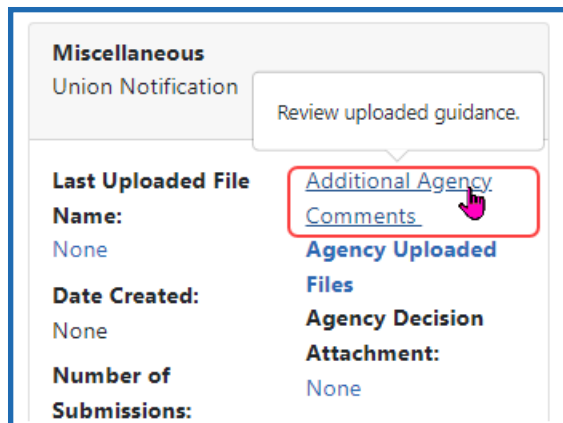 Miscellaneous
Union Notification
Review uploaded guidance.
Last Uploaded File
Name:
None
Date Created:
None
Number of
Submissions:
Additional Agency
Comments
Agency Uploaded
Files
Agency Decision
Attachment:
None